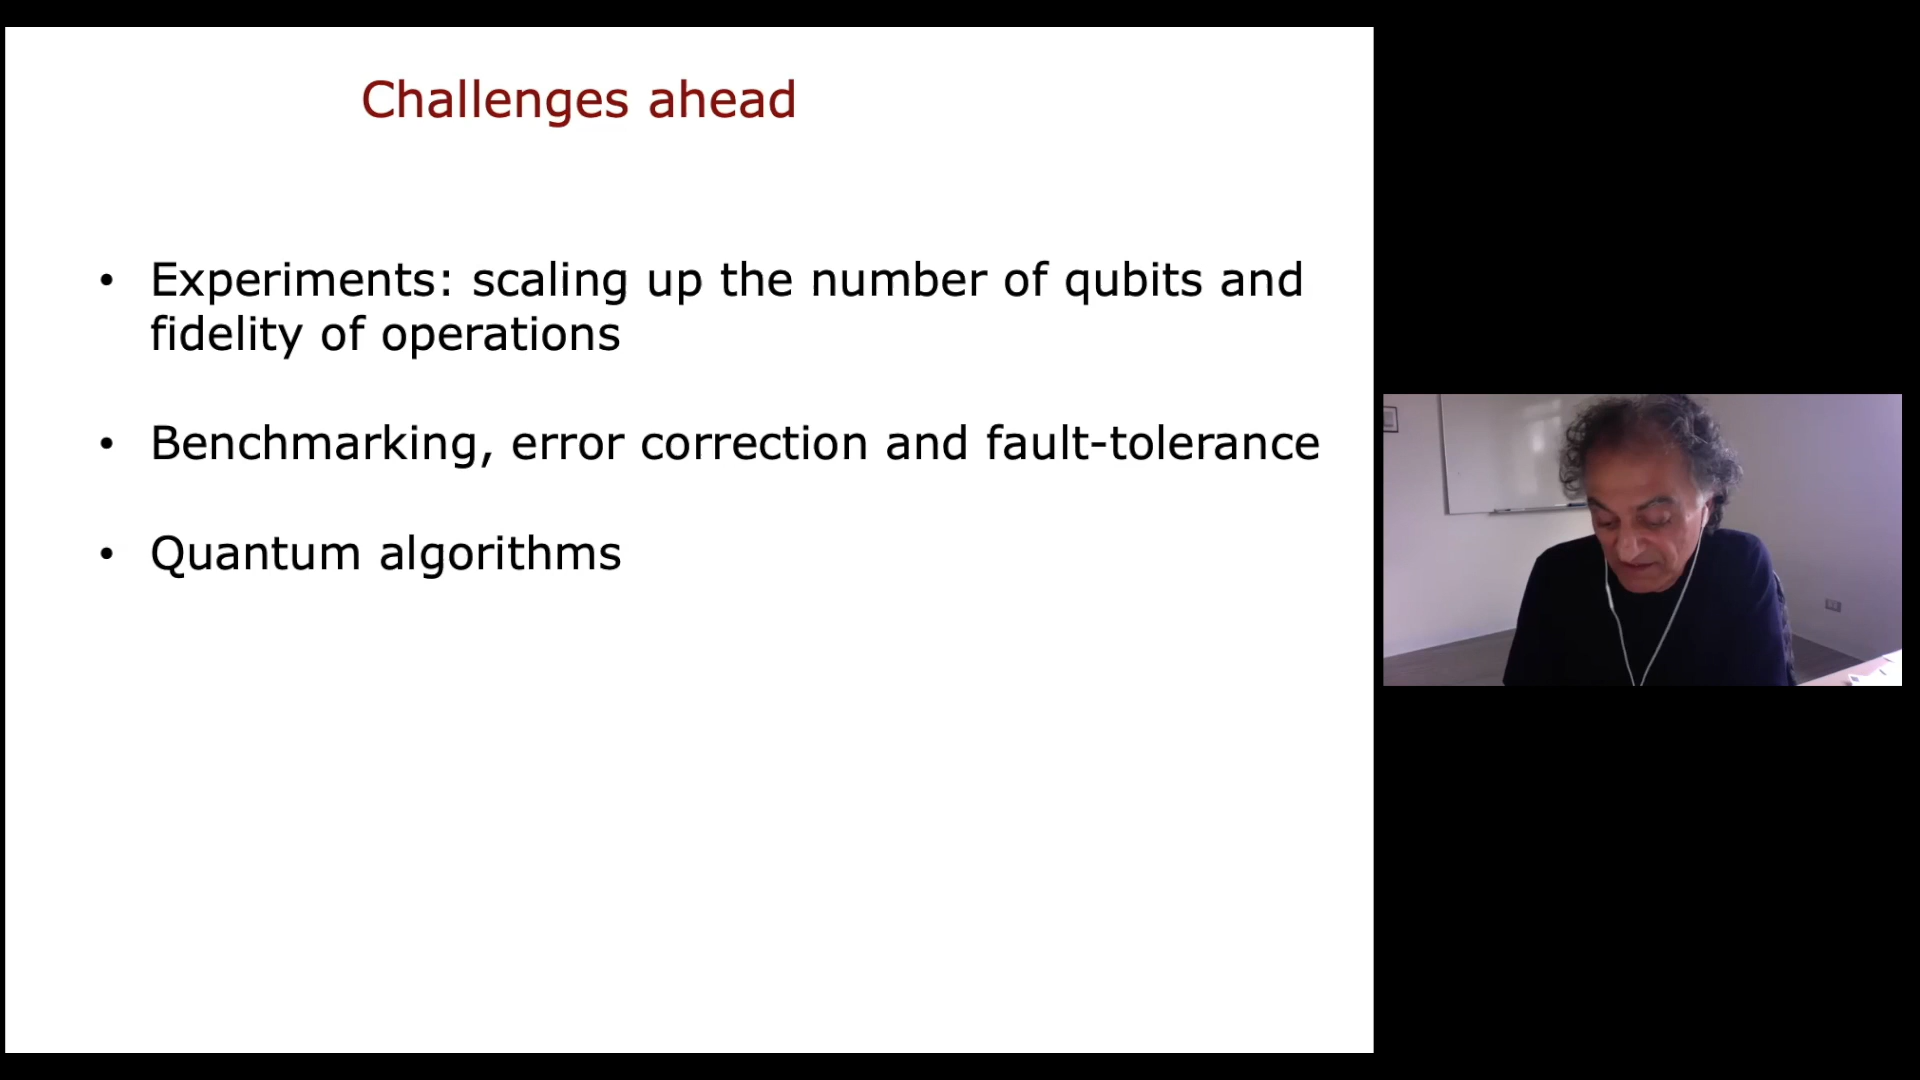 Challenges ahead
• Experiments: scaling up the number of qubits and
fidelity of operations
• Benchmarking, error correction and fault-tolerance
• Quantum algorithms